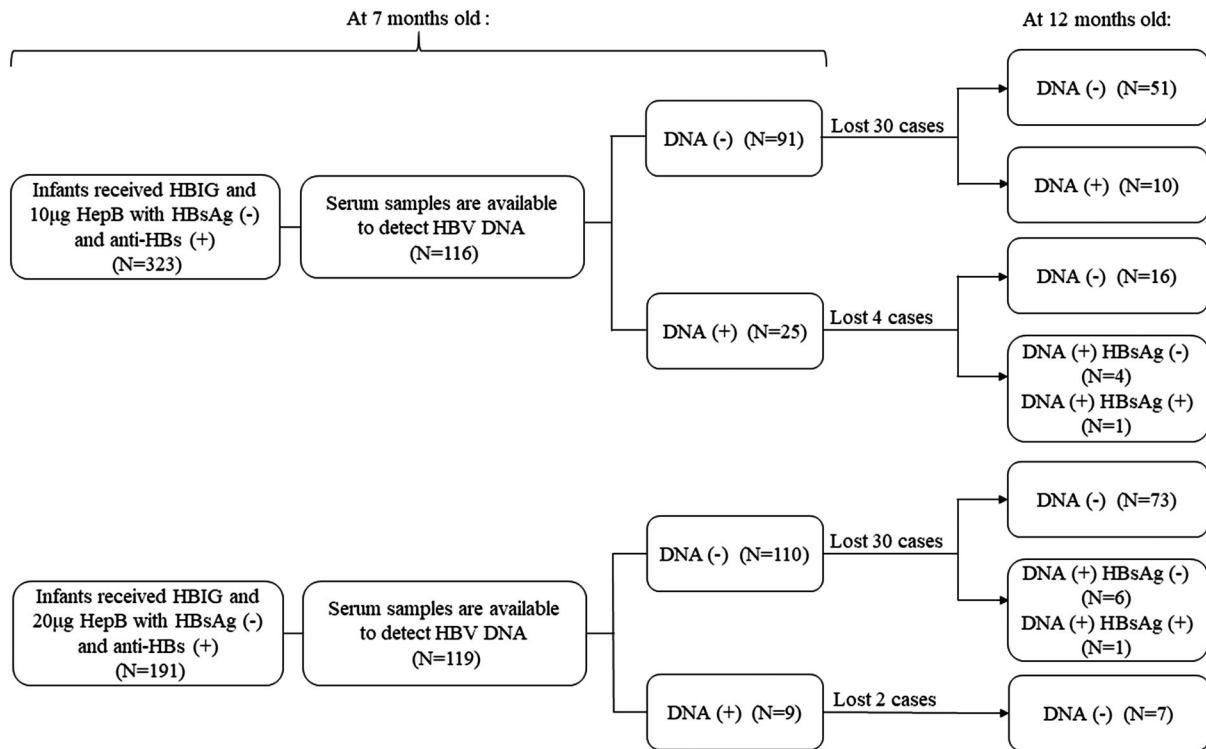 At 7 months old :
At 12 months old:
Infants received HBIG and
10μg HepB with HBsAg (-)
and anti-HBs (+)
(N=323)
Serum samples are available
to detect HBV DNA
(N=116)
DNA (-) (N=91)
Lost 30 cases
DNA (-) (N=51)
DNA (+) (N=10)
DNA (+) (N=25)
Lost 4 cases
DNA (-) (N=16)
DNA (+) HBsAg (-)
(N=4)
DNA (+) HBsAg (+)
(N=1)
Infants received HBIG and
20μg HepB with HBsAg (-)
and anti-HBs (+)
(N=191)
Serum samples are available
to detect HBV DNA
(N=119)
DNA (-) (N=110)
Lost 30 cases
DNA (-) (N=73)
DNA (+) HBsAg (-)
(N=6)
DNA (+) HBsAg (+)
(N=1)
DNA (+) (N=9)
Lost 2 cases
DNA (-) (N=7)